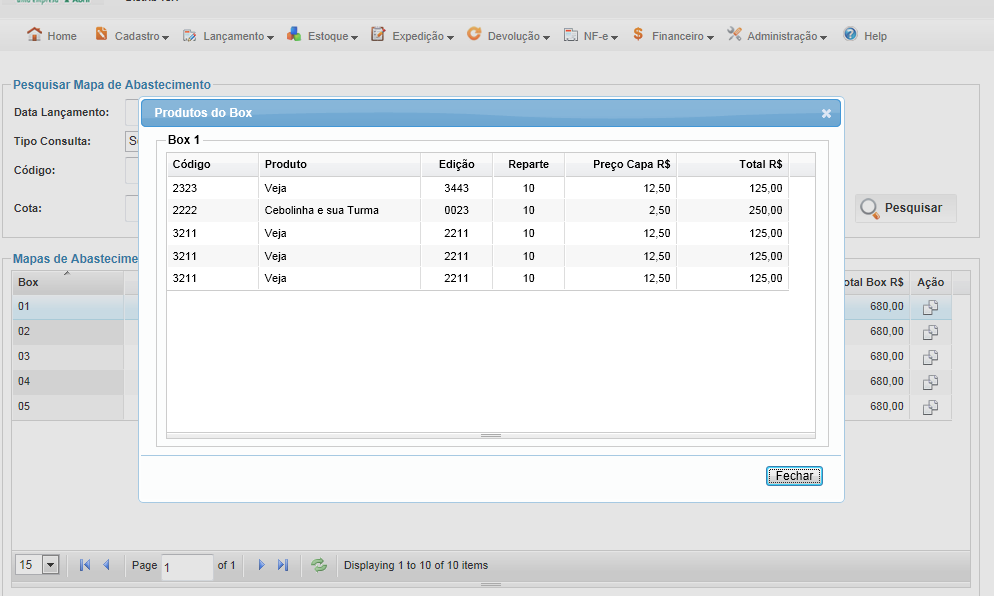 Home Cadastro Lançamento Estoque Expedição Devolução NF-e Financeiro Administração Help
Pesquisar Mapa de Abastecimento
Data Lançamento:
Tipo Consulta:
Código:
Cota:
Pesquisar
Produtos do Box
Box 1
Código Produto Edição Reparte Preço Capa R$ Total R$
2323 Veja 3443 10 12,50 125,00
2222 Cebolinha e sua Turma 0023 10 2,50 250,00
3211 Veja 2211 10 12,50 125,00
3211 Veja 2211 10 12,50 125,00
3211 Veja 2211 10 12,50 125,00
Fechar
Mapas de Abastecime
Box otal Box R$ Ação
01 680,00
02 680,00
03 680,00
04 680,00
05 680,00
15 Page 1 of 1 Displaying 1 to 10 of 10 items